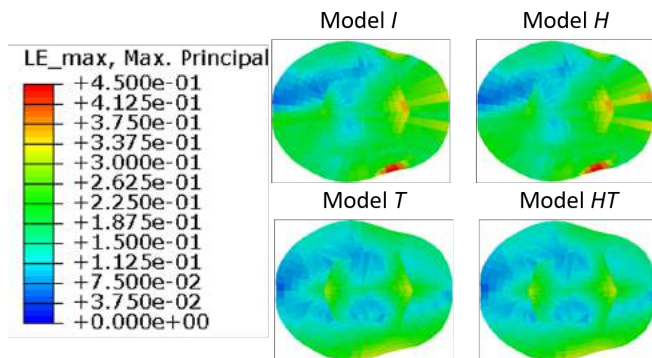 Model I
Model H
LE_max, Max. Principal
+4.500e-01
+4.125e-01
+3.750e-01
+3.375e-01
+3.000e-01
+2.625e-01
+2.250e-01
+1.875e-01
+1.500e-01
+1.125e-01
+7.500e-02
+3.750e-02
+0.000e+00
Model T
Model HT